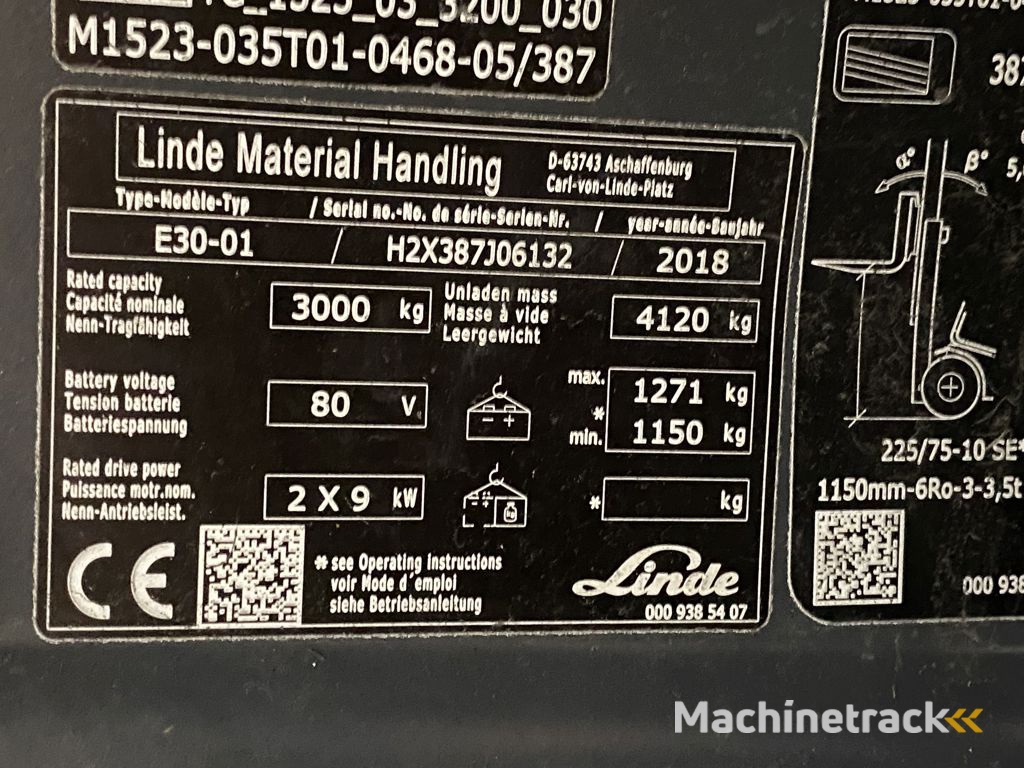 1523_03_3200_030
M1523-035T01-0468-05/387
Linde Material Handling
D-63743 Aschaffenburg
Carl-von-Linde-Platz
Type-Modèle-Typ / Serial no.-No. de série-Serien-Nr. / year-année-Baujahr
E30-01 / H2X387J06132 / 2018
Rated capacity
Capacité nominale
Nenn-Tragfähigkeit
3000 kg
Unladen mass
Masse à vide
Leergewicht
4120 kg
Battery voltage
Tension batterie
Batteriespannung
80 V
max. 1271 kg
*
min. 1150 kg
Rated drive power
Puissance motr.nom.
Nenn-Antriebsleist.
2 X 9 kW
* kg
CE
* see Operating instructions
voir Mode d'emploi
siehe Betriebsanleitung
Linde
000 938 54 07
α° β°
225/75-10 SE
1150mm-6Ro-3-3,5t
000 938
Machinetrack